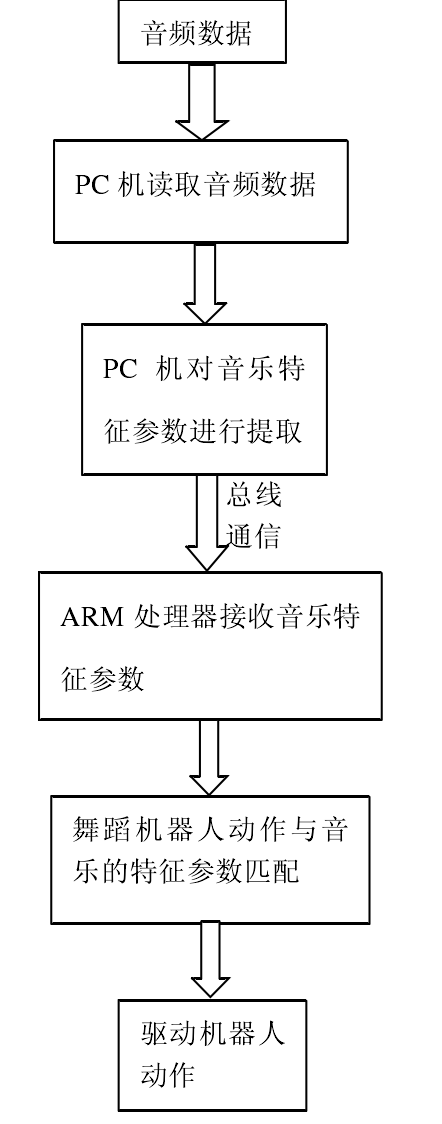 音频数据
PC 机读取音频数据
PC 机对音乐特
征参数进行提取
总线
通信
ARM 处理器接收音乐特
征参数
舞蹈机器人动作与音
乐的特征参数匹配
驱动机器人
动作